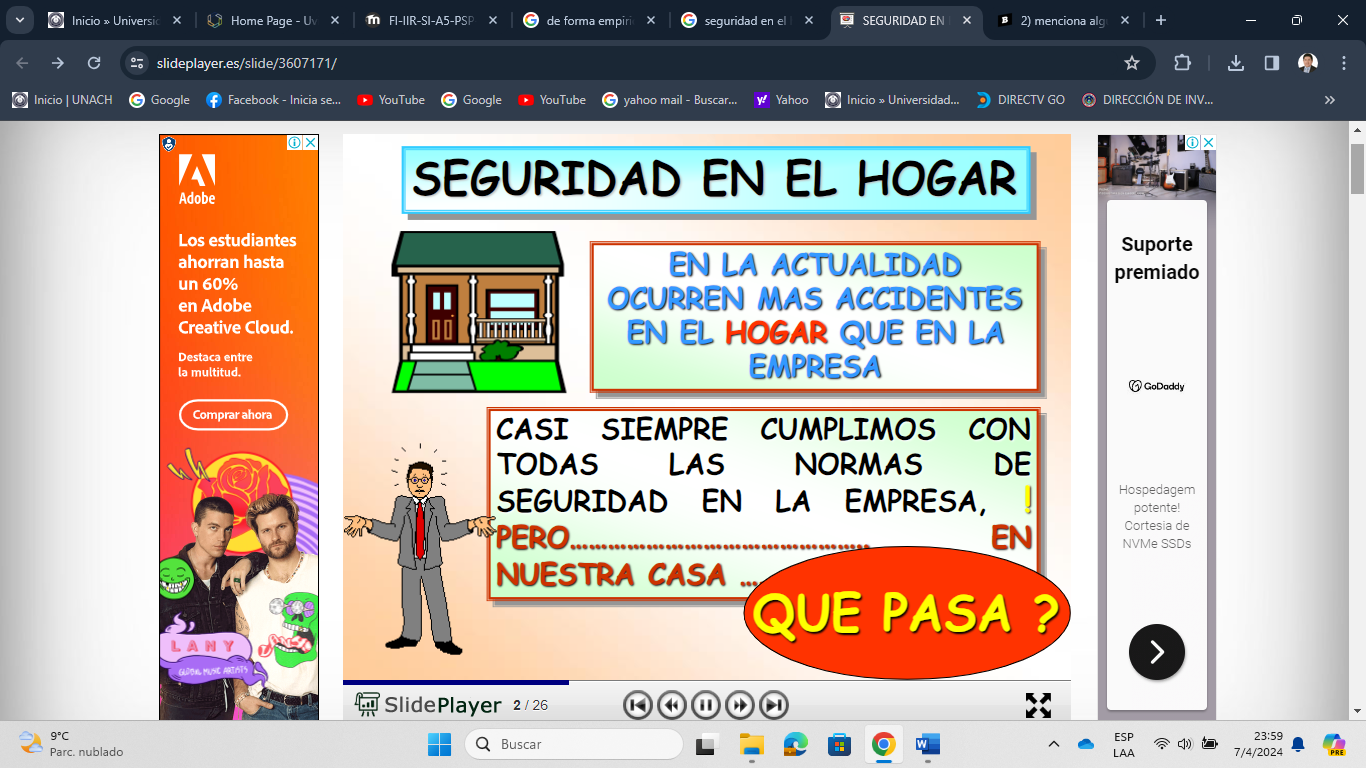 Inicio » Universid
Home Page - Uv
FI-IIR-SI-A5-PSP
de forma empirí
seguridad en el
SEGURIDAD EN
2) menciona alg
slideplayer.es/slide/3607171/
Inicio | UNACH
Google
Facebook - Inicia se...
YouTube
Google
YouTube
yahoo mail - Buscar...
Yahoo
Inicio » Universidad...
DIRECTV GO
DIRECCIÓN DE INV...
Adobe
Los estudiantes
ahorran hasta
un 60%
en Adobe
Creative Cloud.
Destaca entre
la multitud.
Comprar ahora
LANY
GLOBAL MUSIC ARTISTS
SEGURIDAD EN EL HOGAR
EN LA ACTUALIDAD
OCURREN MAS ACCIDENTES
EN EL HOGAR QUE EN LA
EMPRESA
CASI SIEMPRE CUMPLIMOS CON
TODAS LAS NORMAS DE
SEGURIDAD EN LA EMPRESA, !
PERO............................................. EN
NUESTRA CASA ....
QUE PASA ?
SlidePlayer
2 / 26
Suporte
premiado
GoDaddy
Hospedagem
potente!
Cortesia de
NVMe SSDs
9°C
Parc. nublado
Buscar
ESP
LAA
23:59
7/4/2024
PRE